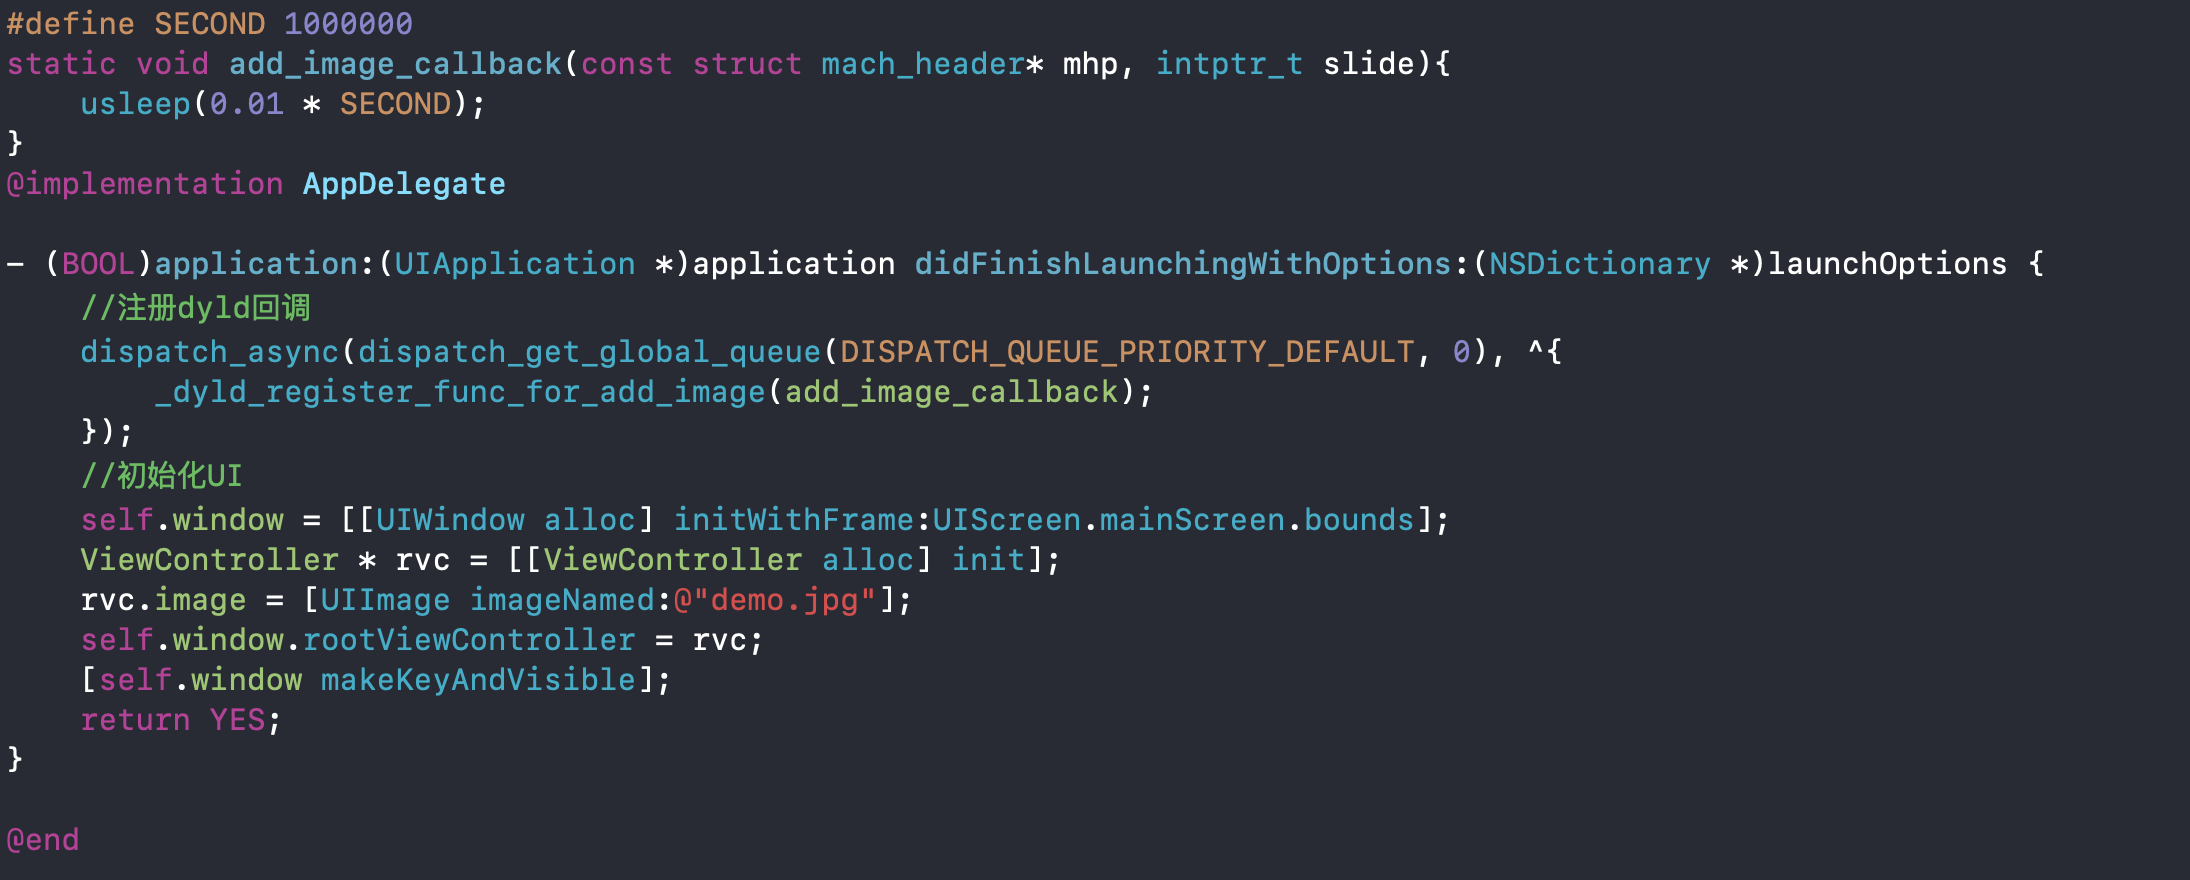 #define SECOND 1000000
static void add_image_callback(const struct mach_header* mhp, intptr_t slide){
    usleep(0.01 * SECOND);
}
@implementation AppDelegate

- (BOOL)application:(UIApplication *)application didFinishLaunchingWithOptions:(NSDictionary *)launchOptions {
    //注册dyld回调
    dispatch_async(dispatch_get_global_queue(DISPATCH_QUEUE_PRIORITY_DEFAULT, 0), ^{
        _dyld_register_func_for_add_image(add_image_callback);
    });
    //初始化UI
    self.window = [[UIWindow alloc] initWithFrame:UIScreen.mainScreen.bounds];
    ViewController * rvc = [[ViewController alloc] init];
    rvc.image = [UIImage imageNamed:@"demo.jpg"];
    self.window.rootViewController = rvc;
    [self.window makeKeyAndVisible];
    return YES;
}

@end